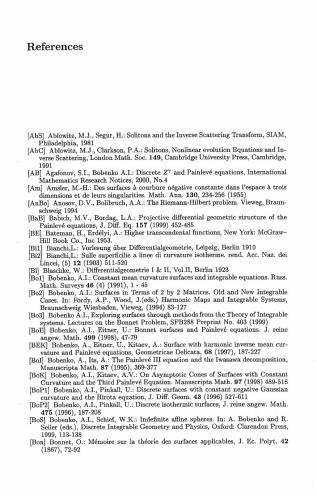 References
[AbS] Ablowitz, M.J., Segur, H.: Solitons and the Inverse Scattering Transform, SIAM,
Philadelphia, 1981
[AbC] Ablowitz, M.J., Clarkson, P.A.: Solitons, Nonlinear evolution Equations and In-
verse Scattering, London Math. Soc. 149, Cambridge University Press, Cambridge,
1991
[AB] Agafonov, S.I., Bobenko A.I.: Discrete Z^γ and Painlevé equations, International
Mathematics Research Notices, 2000, No.4
[Am] Amsler, M.-H.: Des surfaces à courbure négative constante dans l'espace à trois
dimensions et de leurs singularités. Math. Ann. 130, 234-256 (1955)
[AnBo] Anosov, D.V., Bolibruch, A.A.: The Riemann-Hilbert problem. Vieweg, Braun-
schweig 1994
[BaB] Babich, M.V., Bordag, L.A.: Projective differential geometric structure of the
Painlevé equations, J. Diff. Eq. 157 (1999) 452-485
[BE] Bateman, H., Erdélyi, A.: Higher transcendental functions, New York: McGraw-
Hill Book Co., Inc 1953.
[Bi1] Bianchi,L.: Vorlesung über Differentialgeometrie, Leipzig, Berlin 1910
[Bi2] Bianchi,L.: Sulle superficilie a linee di curvature isotherme. rend. Acc. Naz. dei
Lincei, (5) 12 (1903) 511-520
[Bl] Blaschke, W.: Differentialgeometrie I & II, Vol.II, Berlin 1923
[Bo1] Bobenko, A.I.: Constant mean curvature surfaces and integrable equations. Russ.
Math. Surveys 46 (4) (1991), 1 - 45
[Bo2] Bobenko, A.I.: Surfaces in Terms of 2 by 2 Matrices. Old and New Integrable
Cases. In: Fordy, A.P., Wood, J.(eds.) Harmonic Maps and Integrable Systems,
Braunschweig Wiesbaden, Vieweg, (1994) 83-127
[Bo3] Bobenko A.I., Exploring surfaces through methods from the Theory of Integrable
systems. Lectures on the Bonnet Problem, SFB288 Preprint No. 403 (1999)
[BoE] Bobenko, A.I., Eitner, U.: Bonnet surfaces and Painlevé equations. J. reine
angew. Math. 499 (1998), 47-79
[BEK] Bobenko, A., Eitner, U., Kitaev, A.: Surface with harmonic inverse mean cur-
vature and Painlevé equations, Geometricae Delicata, 68 (1997), 187-227
[BoI] Bobenko, A., Its, A.: The Painlevé III equation and the Iwasawa decomposition,
Manuscripta Math. 87 (1995), 369-377
[BoK] Bobenko, A.I., Kitaev, A.V.: On Asymptotic Cones of Surfaces with Constant
Curvature and the Third Painlevé Equation. Manuscripta Math. 97 (1998) 489-516
[BoP1] Bobenko, A.I., Pinkall, U.: Discrete surfaces with constant negative Gaussian
curvature and the Hirota equation, J. Diff. Geom. 43 (1996) 527-611
[BoP2] Bobenko, A.I., Pinkall, U.: Discrete isothermic surfaces, J. reine angew. Math.
475 (1996), 187-208
[BoS] Bobenko, A.I., Schief, W.K.: Indefinite affine spheres. In: A. Bobenko and R.
Seiler (eds.), Discrete Integrable Geometry and Physics, Oxford: Clarendon Press,
1999, 113-138
[Bon] Bonnet, O.: Mémoire sur la théorie des surfaces applicables, J. Ec. Polyt. 42
(1867), 72-92